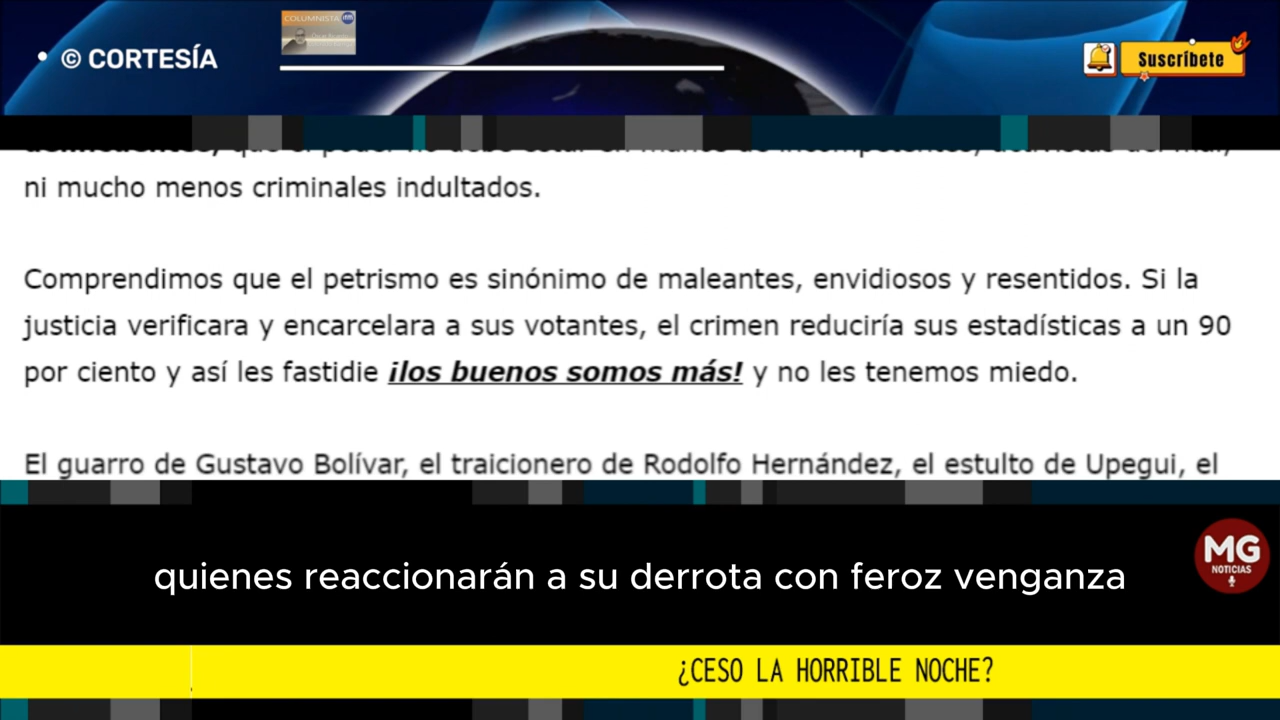 COLUMNISTA
• © CORTESÍA
Suscríbete
ni mucho menos criminales indultados.
Comprendimos que el petrismo es sinónimo de maleantes, envidiosos y resentidos. Si la
justicia verificara y encarcelara a sus votantes, el crimen reduciría sus estadísticas a un 90
por ciento y así les fastidie ¡los buenos somos más! y no les tenemos miedo.
El guarro de Gustavo Bolívar, el traicionero de Rodolfo Hernández, el estulto de Upegui, el
quienes reaccionarán a su derrota con feroz venganza
MG
NOTICIAS
¿CESO LA HORRIBLE NOCHE?